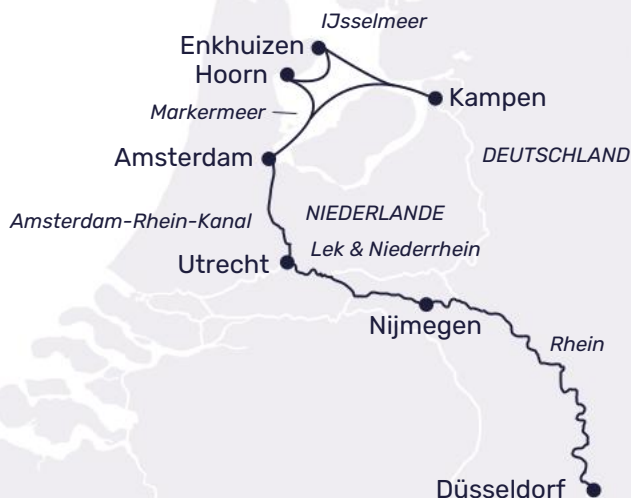 IJsselmeer
Enkhuizen
Hoorn
Kampen
Markermeer
Amsterdam
DEUTSCHLAND
NIEDERLANDE
Amsterdam-Rhein-Kanal
Lek & Niederrhein
Utrecht
Nijmegen
Rhein
Düsseldorf